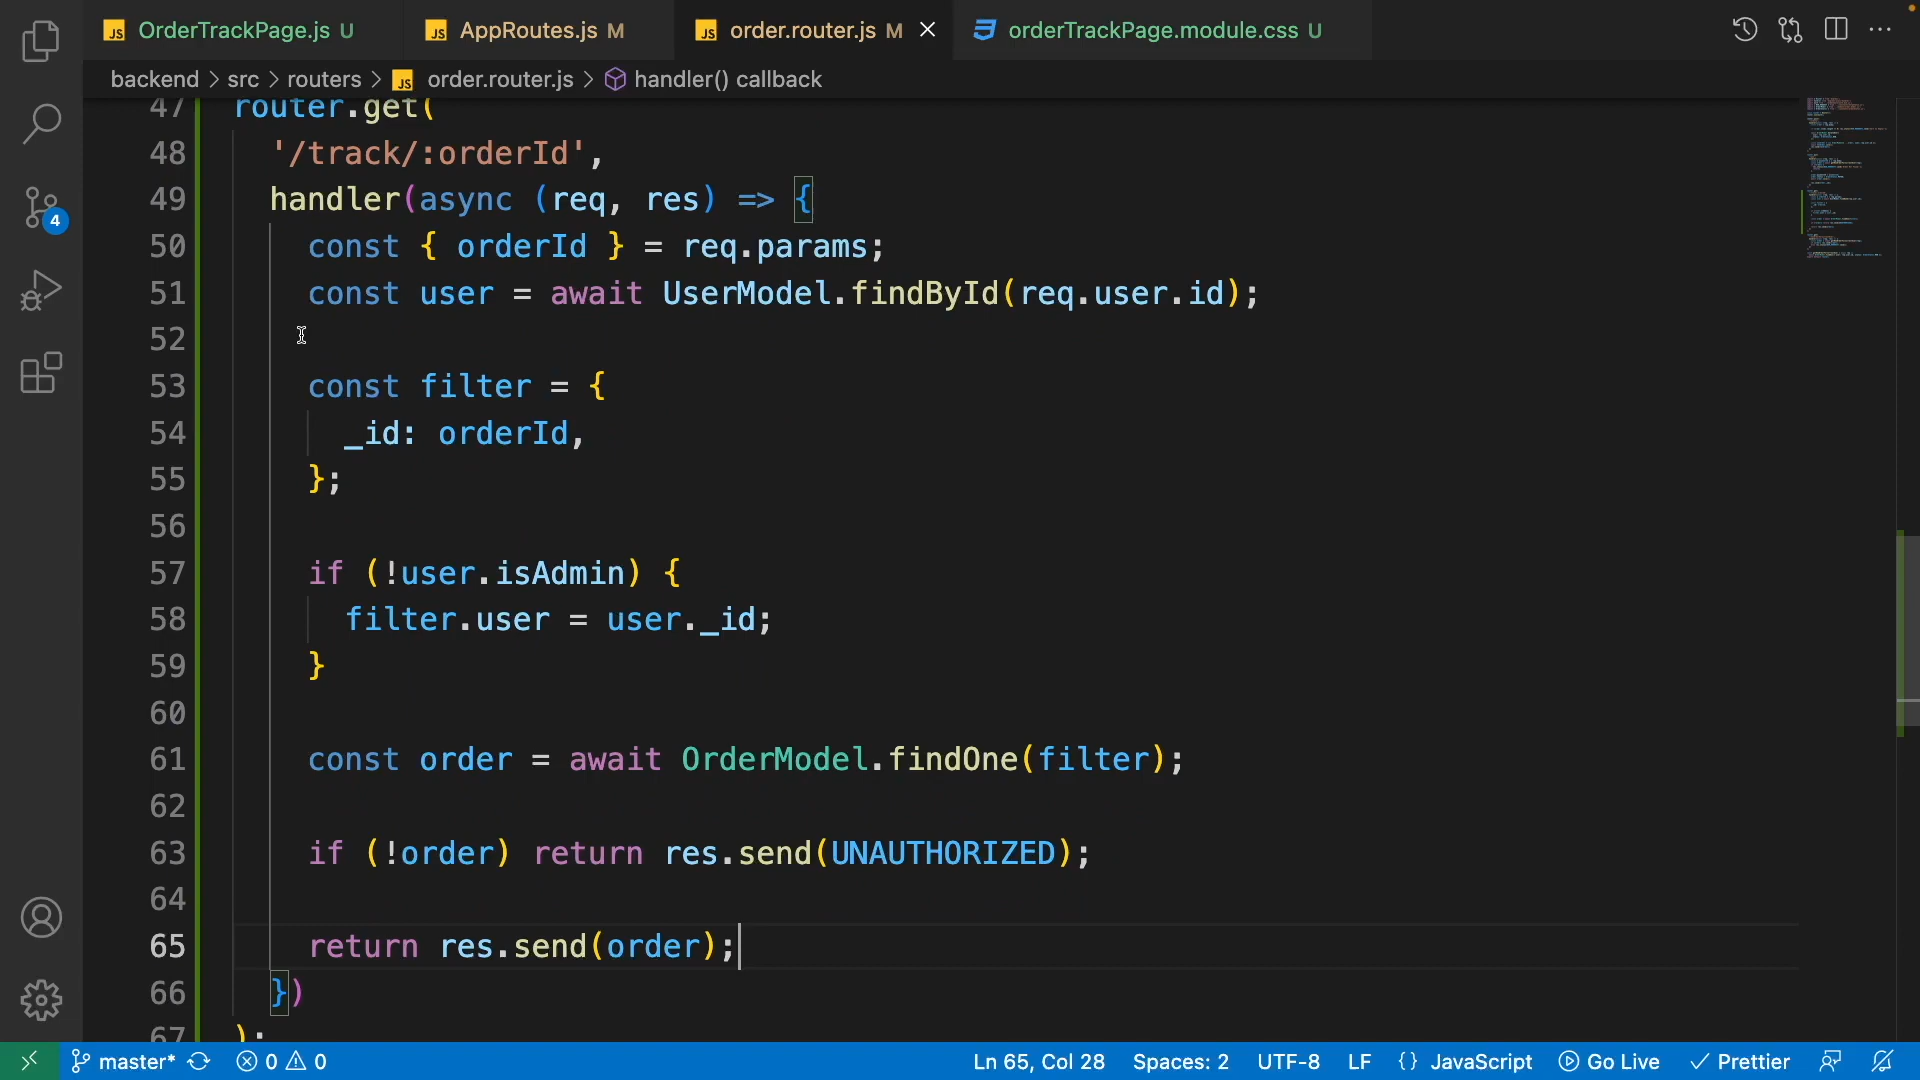 JS OrderTrackPage.js U JS AppRoutes.js M JS order.router.js M orderTrackPage.module.css U
backend > src > routers > JS order.router.js > handler() callback
47 router.get(
48 '/track/:orderId',
49 handler(async (req, res) => {
50 const { orderId } = req.params;
51 const user = await UserModel.findById(req.user.id);
52
53 const filter = {
54 _id: orderId,
55 };
56
57 if (!user.isAdmin) {
58 filter.user = user._id;
59 }
60
61 const order = await OrderModel.findOne(filter);
62
63 if (!order) return res.send(UNAUTHORIZED);
64
65 return res.send(order);
66 })
67 );
4
master* 0 0 Ln 65, Col 28 Spaces: 2 UTF-8 LF {} JavaScript Go Live Prettier